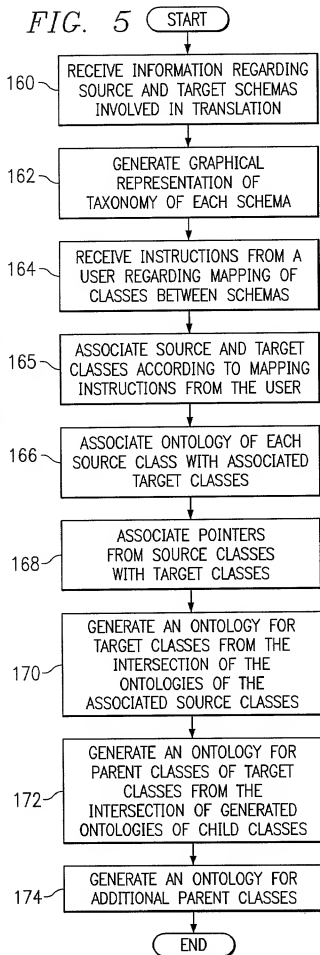 FIG. 5
START
160
RECEIVE INFORMATION REGARDING
SOURCE AND TARGET SCHEMAS
INVOLVED IN TRANSLATION
162
GENERATE GRAPHICAL
REPRESENTATION OF
TAXONOMY OF EACH SCHEMA
164
RECEIVE INSTRUCTIONS FROM A
USER REGARDING MAPPING OF
CLASSES BETWEEN SCHEMAS
165
ASSOCIATE SOURCE AND TARGET
CLASSES ACCORDING TO MAPPING
INSTRUCTIONS FROM THE USER
166
ASSOCIATE ONTOLOGY OF EACH
SOURCE CLASS WITH ASSOCIATED
TARGET CLASSES
168
ASSOCIATE POINTERS
FROM SOURCE CLASSES
WITH TARGET CLASSES
170
GENERATE AN ONTOLOGY FOR
TARGET CLASSES FROM THE
INTERSECTION OF THE
ONTOLOGIES OF THE
ASSOCIATED SOURCE CLASSES
172
GENERATE AN ONTOLOGY FOR
PARENT CLASSES OF TARGET
CLASSES FROM THE
INTERSECTION OF GENERATED
ONTOLOGIES OF CHILD CLASSES
174
GENERATE AN ONTOLOGY FOR
ADDITIONAL PARENT CLASSES
END